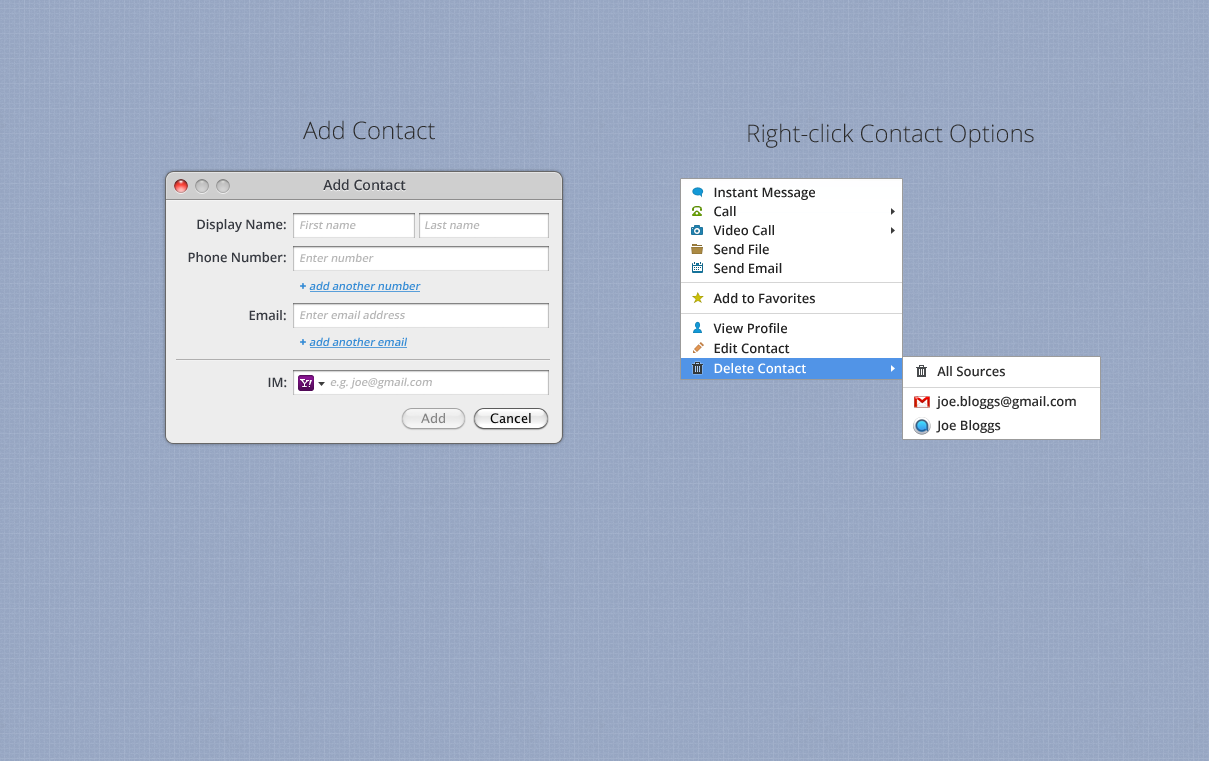 Add Contact
Right-click Contact Options
Add Contact
Display Name: First name Last name
Phone Number: Enter number
+ add another number
Email: Enter email address
+ add another email
IM: Y! e.g. joe@gmail.com
Add Cancel
Instant Message
Call
Video Call
Send File
Send Email
Add to Favorites
View Profile
Edit Contact
Delete Contact
All Sources
joe.bloggs@gmail.com
Joe Bloggs